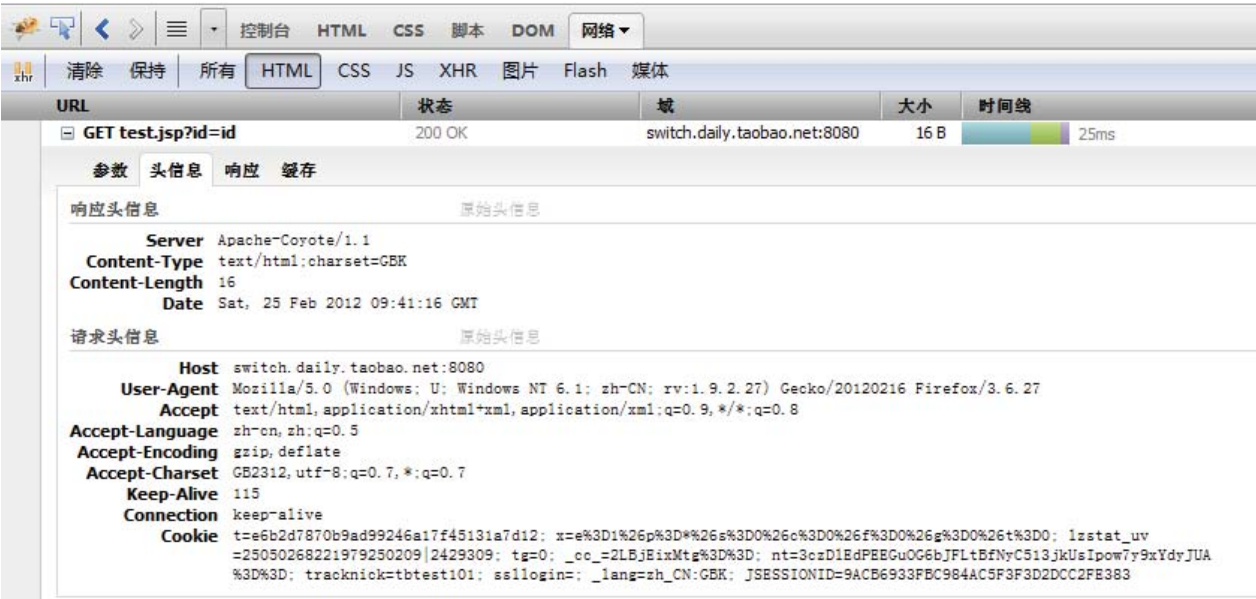 控制台 HTML CSS 脚本 DOM 网络
xhr 清除 保持 所有 HTML CSS JS XHR 图片 Flash 媒体
URL 状态 域 大小 时间线
GET test.jsp?id=id 200 OK switch.daily.taobao.net:8080 16 B 25ms
参数 头信息 响应 缓存
响应头信息 原始头信息
Server Apache-Coyote/1.1
Content-Type text/html;charset=GBK
Content-Length 16
Date Sat, 25 Feb 2012 09:41:16 GMT
请求头信息 原始头信息
Host switch.daily.taobao.net:8080
User-Agent Mozilla/5.0 (Windows; U; Windows NT 6.1; zh-CN; rv:1.9.2.27) Gecko/20120216 Firefox/3.6.27
Accept text/html,application/xhtml+xml,application/xml;q=0.9,*/*;q=0.8
Accept-Language zh-cn,zh;q=0.5
Accept-Encoding gzip,deflate
Accept-Charset GB2312,utf-8;q=0.7,*;q=0.7
Keep-Alive 115
Connection keep-alive
Cookie t=e6b2d7870b9ad99246a17f45131a7d12; x=e%3D1%26p%3D*%26s%3D0%26c%3D0%26f%3D0%26g%3D0%26t%3D0; lzstat_uv
=25050268221979250209|2429309; tg=0; _cc_=2LBjEixMtg%3D%3D; nt=3czD1EdPEEGuOG6bJFLtBfNyC513jkUsIpow7y9xYdrJUA
%3D%3D; tracknick=tbtest101; ssllogin=; _lang=zh_CN:GBK; JSESSIONID=9ACB6933FBC984AC5F3F3D2DCC2FE383